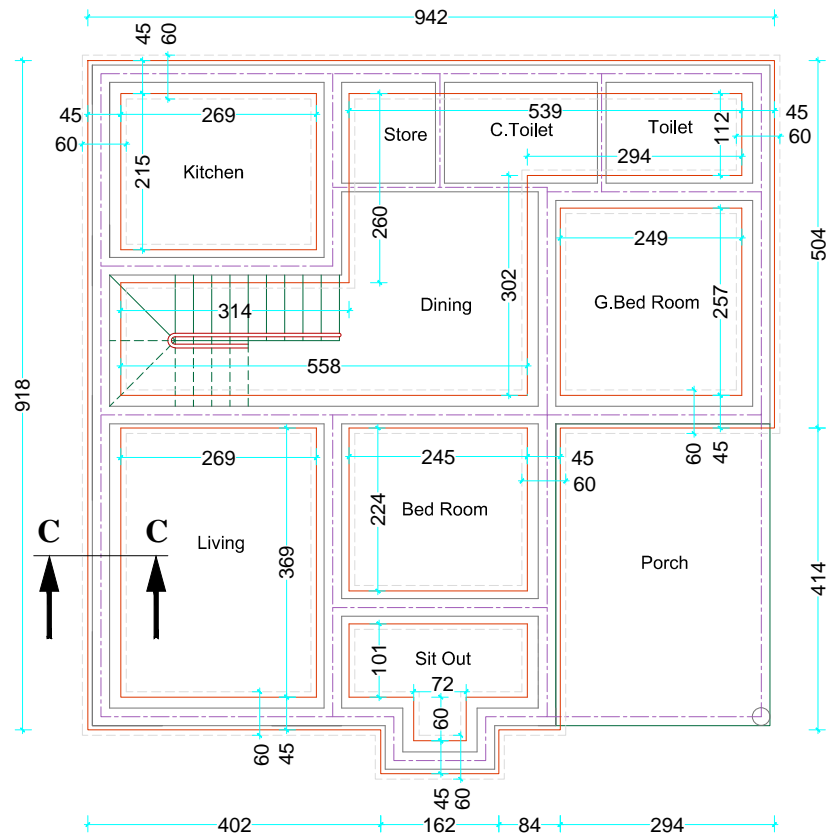 942
45 60
45 269 539 45
60 Store C.Toilet Toilet 112 60
294
215 Kitchen
260
249 504
314 302 Dining G.Bed Room 257
558
918
60 45
269 245 45
60
224 Bed Room
C C Living 369 Porch
414
101 Sit Out
72
60
60 45
45 60
402 162 84 294